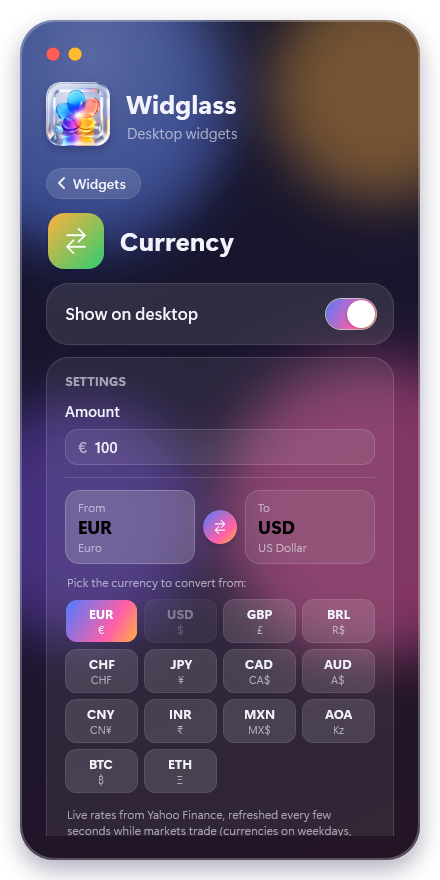 Widglass
Desktop widgets
Widgets
Currency
Show on desktop
SETTINGS
Amount
€ 100
From
EUR
Euro
To
USD
US Dollar
Pick the currency to convert from:
EUR
€
USD
$
GBP
£
BRL
R$
CHF
CHF
JPY
¥
CAD
CA$
AUD
A$
CNY
CN¥
INR
₹
MXN
MX$
AOA
Kz
BTC
₿
ETH
Ξ
Live rates from Yahoo Finance, refreshed every few
seconds while markets trade (currencies on weekdays,